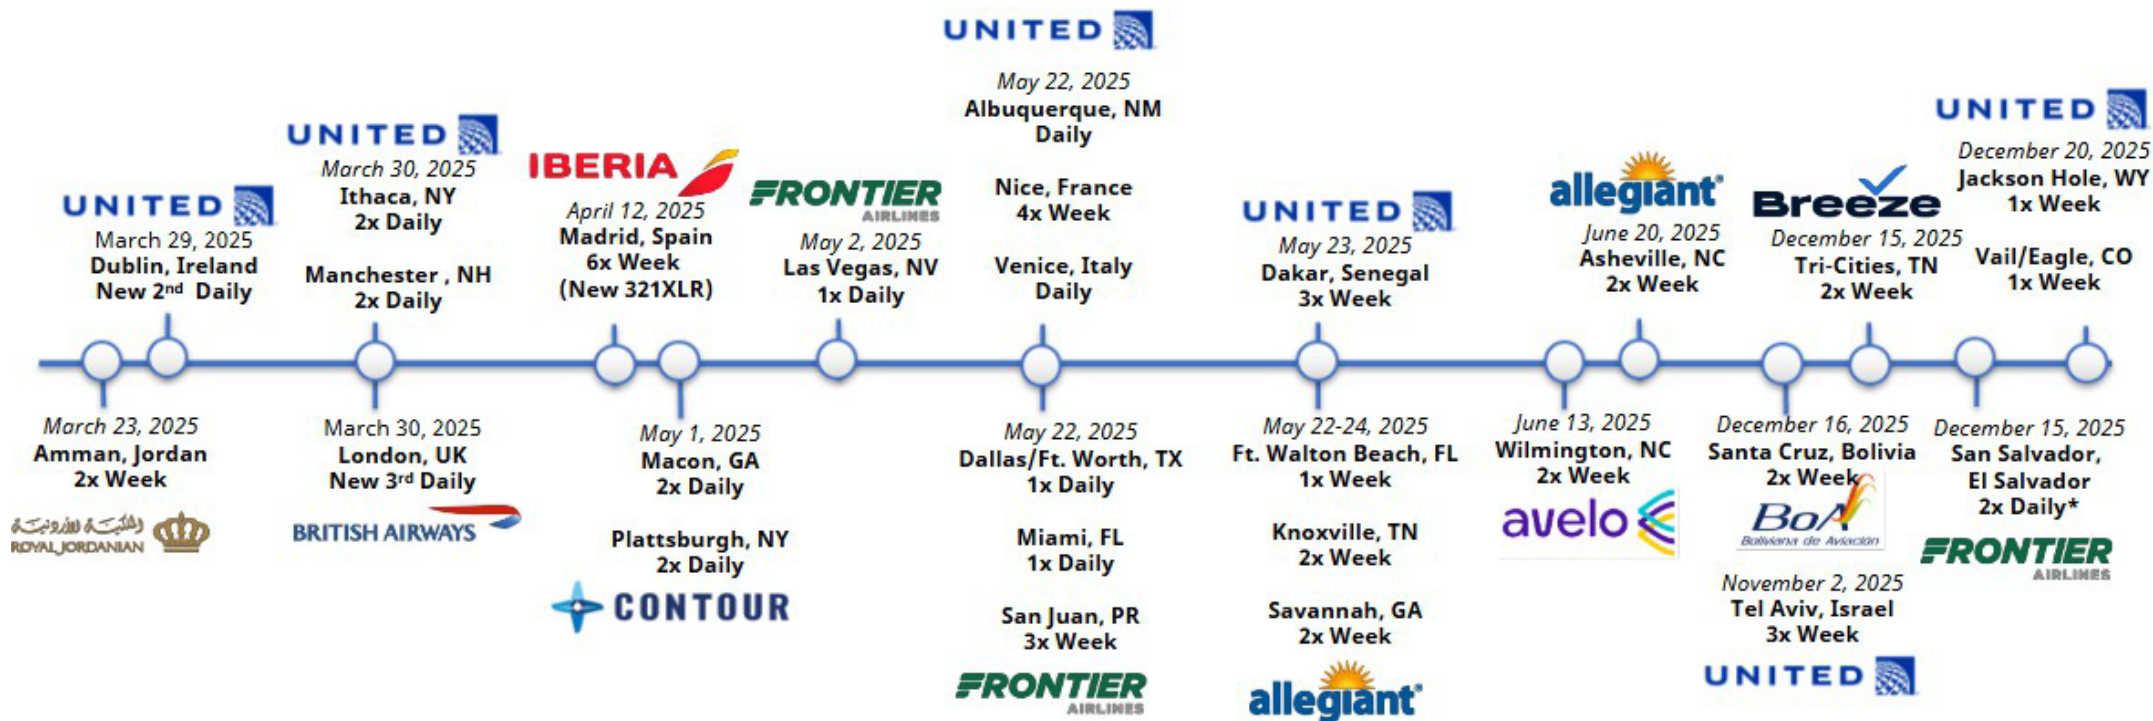 UNITED
March 29, 2025
Dublin, Ireland
New 2nd Daily
UNITED
March 30, 2025
Ithaca, NY
2x Daily
Manchester , NH
2x Daily
IBERIA
April 12, 2025
Madrid, Spain
6x Week
(New 321XLR)
FRONTIER
AIRLINES
May 2, 2025
Las Vegas, NV
1x Daily
UNITED
May 22, 2025
Albuquerque, NM
Daily
Nice, France
4x Week
Venice, Italy
Daily
UNITED
May 23, 2025
Dakar, Senegal
3x Week
allegiant
June 20, 2025
Asheville, NC
2x Week
Breeze
December 15, 2025
Tri-Cities, TN
2x Week
UNITED
December 20, 2025
Jackson Hole, WY
1x Week
Vail/Eagle, CO
1x Week
March 23, 2025
Amman, Jordan
2x Week
ROYAL JORDANIAN
March 30, 2025
London, UK
New 3rd Daily
BRITISH AIRWAYS
May 1, 2025
Macon, GA
2x Daily
Plattsburgh, NY
2x Daily
CONTOUR
May 22, 2025
Dallas/Ft. Worth, TX
1x Daily
Miami, FL
1x Daily
San Juan, PR
3x Week
FRONTIER
AIRLINES
May 22-24, 2025
Ft. Walton Beach, FL
1x Week
Knoxville, TN
2x Week
Savannah, GA
2x Week
allegiant
June 13, 2025
Wilmington, NC
2x Week
avelo
December 16, 2025
Santa Cruz, Bolivia
2x Week
BoA
Boliviana de Aviación
November 2, 2025
Tel Aviv, Israel
3x Week
UNITED
December 15, 2025
San Salvador,
El Salvador
2x Daily*
FRONTIER
AIRLINES